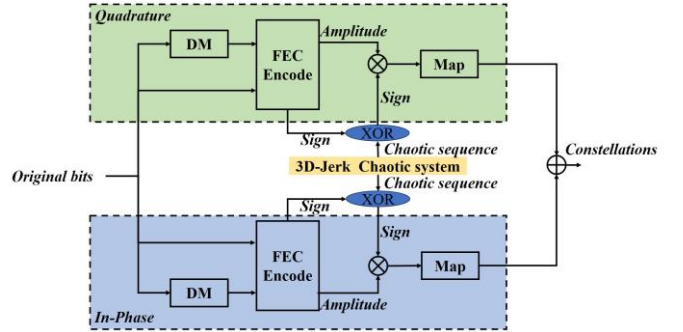 Quadrature
DM
FEC
Encode
Amplitude
Map
Sign
Sign
XOR
Chaotic sequence
3D-Jerk Chaotic system
Constellations
Original bits
Chaotic sequence
XOR
Sign
Sign
FEC
Encode
Map
DM
Amplitude
In-Phase